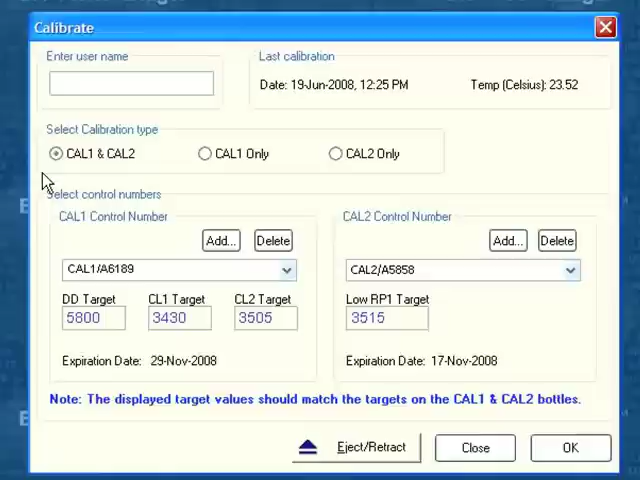 Calibrate
Enter user name
Last calibration
Date: 19-Jun-2008, 12:25 PM Temp (Celsius): 23.52
Select Calibration type
CAL1 & CAL2 CAL1 Only CAL2 Only
Select control numbers
CAL1 Control Number
Add... Delete
CAL1/A6189
DD Target CL1 Target CL2 Target
5800 3430 3505
Expiration Date: 29-Nov-2008
CAL2 Control Number
Add... Delete
CAL2/A5858
Low RP1 Target
3515
Expiration Date: 17-Nov-2008
Note: The displayed target values should match the targets on the CAL1 & CAL2 bottles.
Eject/Retract Close OK